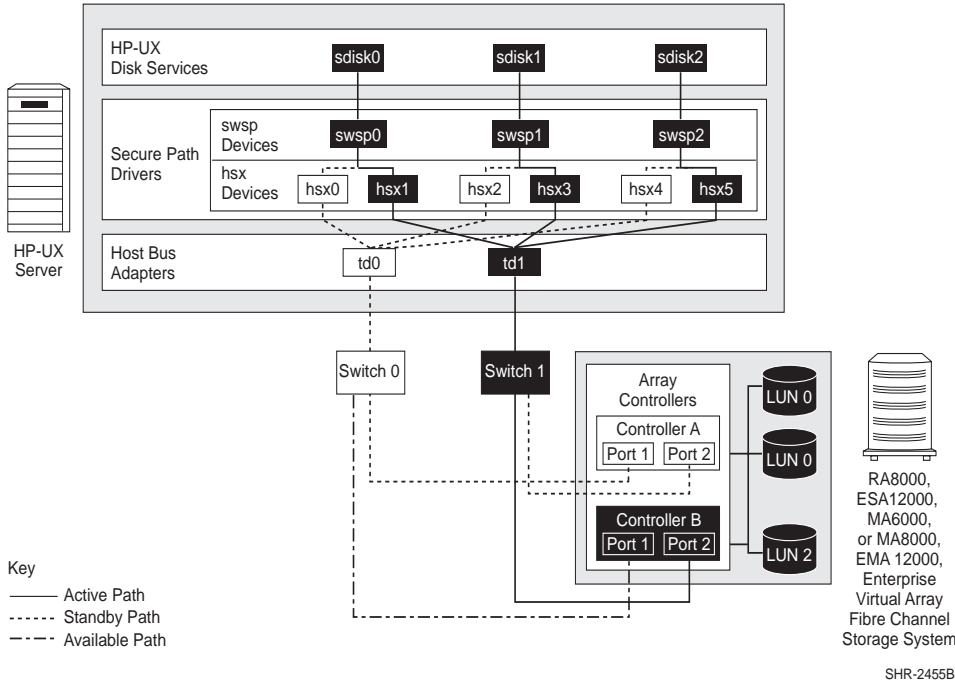 HP-UX
Disk Services
sdisk0
sdisk1
sdisk2
Secure Path
Drivers
swsp
Devices
swsp0
swsp1
swsp2
hsx
Devices
hsx0
hsx1
hsx2
hsx3
hsx4
hsx5
HP-UX
Server
Host Bus
Adapters
td0
td1
Switch 0
Switch 1
Array
Controllers
Controller A
Port 1
Port 2
Controller B
Port 1
Port 2
LUN 0
LUN 0
LUN 2
RA8000,
ESA12000,
MA6000,
or MA8000,
EMA 12000,
Enterprise
Virtual Array
Fibre Channel
Storage System
Key
Active Path
Standby Path
Available Path
SHR-2455B